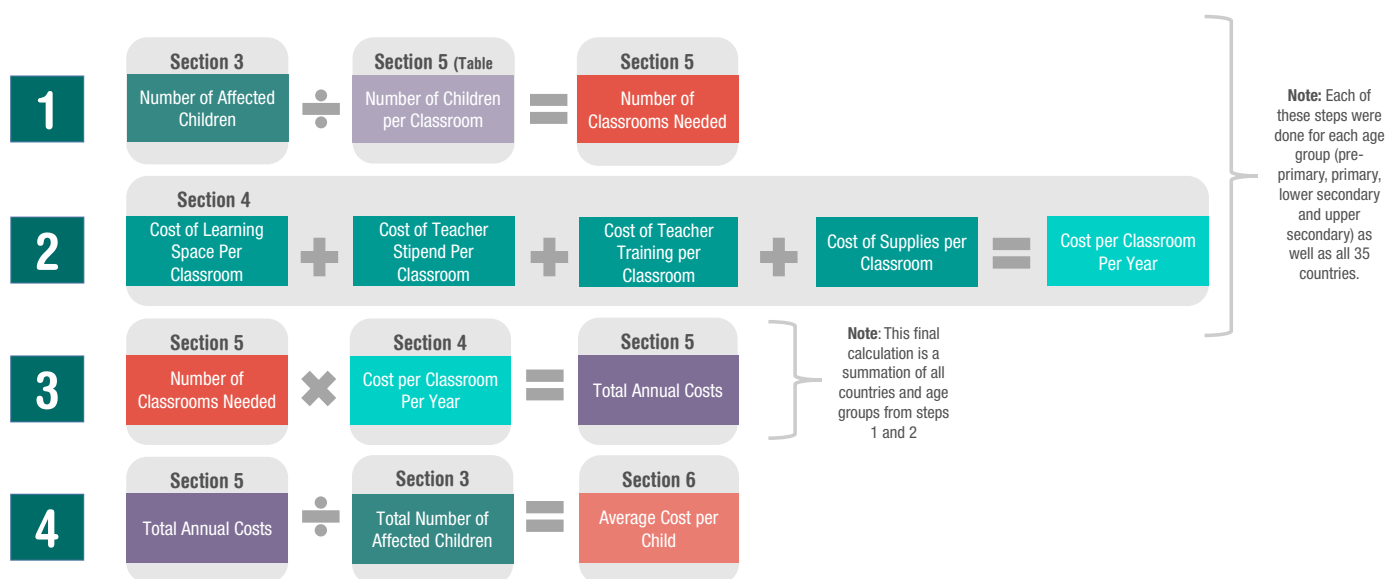 1
Section 3
Number of Affected
Children
÷
Section 5 (Table
Number of Children
per Classroom
=
Section 5
Number of
Classrooms Needed
2
Section 4
Cost of Learning
Space Per
Classroom
+
Cost of Teacher
Stipend Per
Classroom
+
Cost of Teacher
Training per
Classroom
+
Cost of Supplies per
Classroom
=
Cost per Classroom
Per Year
Note: Each of
these steps were
done for each age
group (pre-
primary, primary,
lower secondary
and upper
secondary) as
well as all 35
countries.
3
Section 5
Number of
Classrooms Needed
×
Section 4
Cost per Classroom
Per Year
=
Section 5
Total Annual Costs
Note: This final
calculation is a
summation of all
countries and age
groups from steps
1 and 2
4
Section 5
Total Annual Costs
÷
Section 3
Total Number of
Affected Children
=
Section 6
Average Cost per
Child